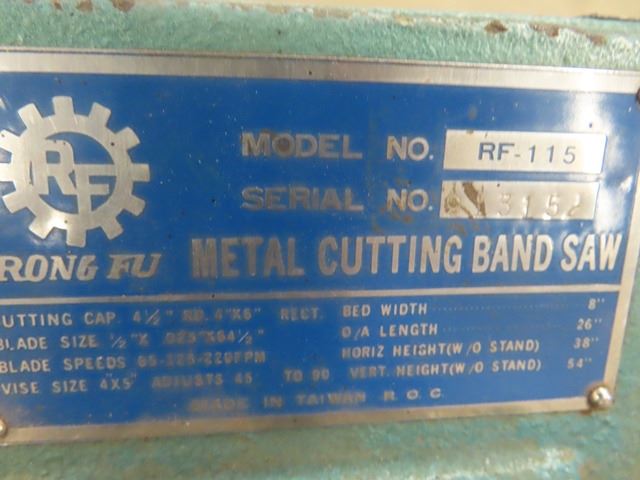 RF
RONG FU
MODEL NO. RF-115
SERIAL NO. 3152
METAL CUTTING BAND SAW
CUTTING CAP. 4½" RD. 4"X6" RECT.
BLADE SIZE ½"X .025"X64½"
BLADE SPEEDS 65-125-220FPM
VISE SIZE 4X5" ADJUSTS 45 TO 90
BED WIDTH 8"
O/A LENGTH 26"
HORIZ HEIGHT(W/O STAND) 38"
VERT. HEIGHT(W/O STAND) 54"
MADE IN TAIWAN R.O.C.